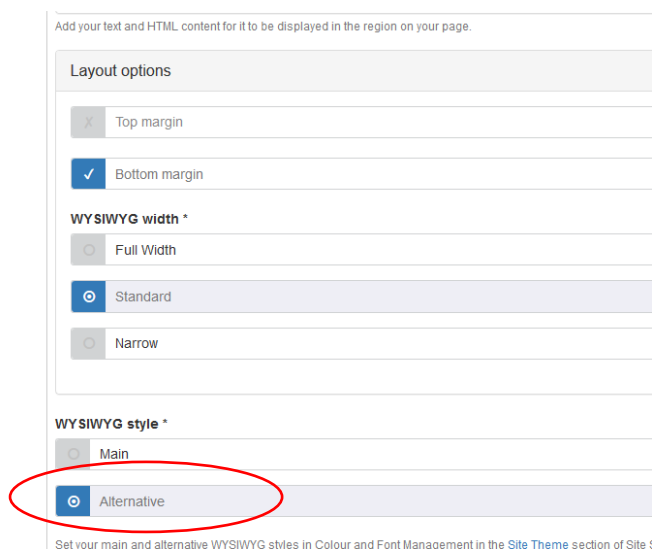 Add your text and HTML content for it to be displayed in the region on your page.
Layout options
Top margin
Bottom margin
WYSIWYG width *
Full Width
Standard
Narrow
WYSIWYG style *
Main
Alternative
Set your main and alternative WYSIWYG styles in Colour and Font Management in the Site Theme section of Site